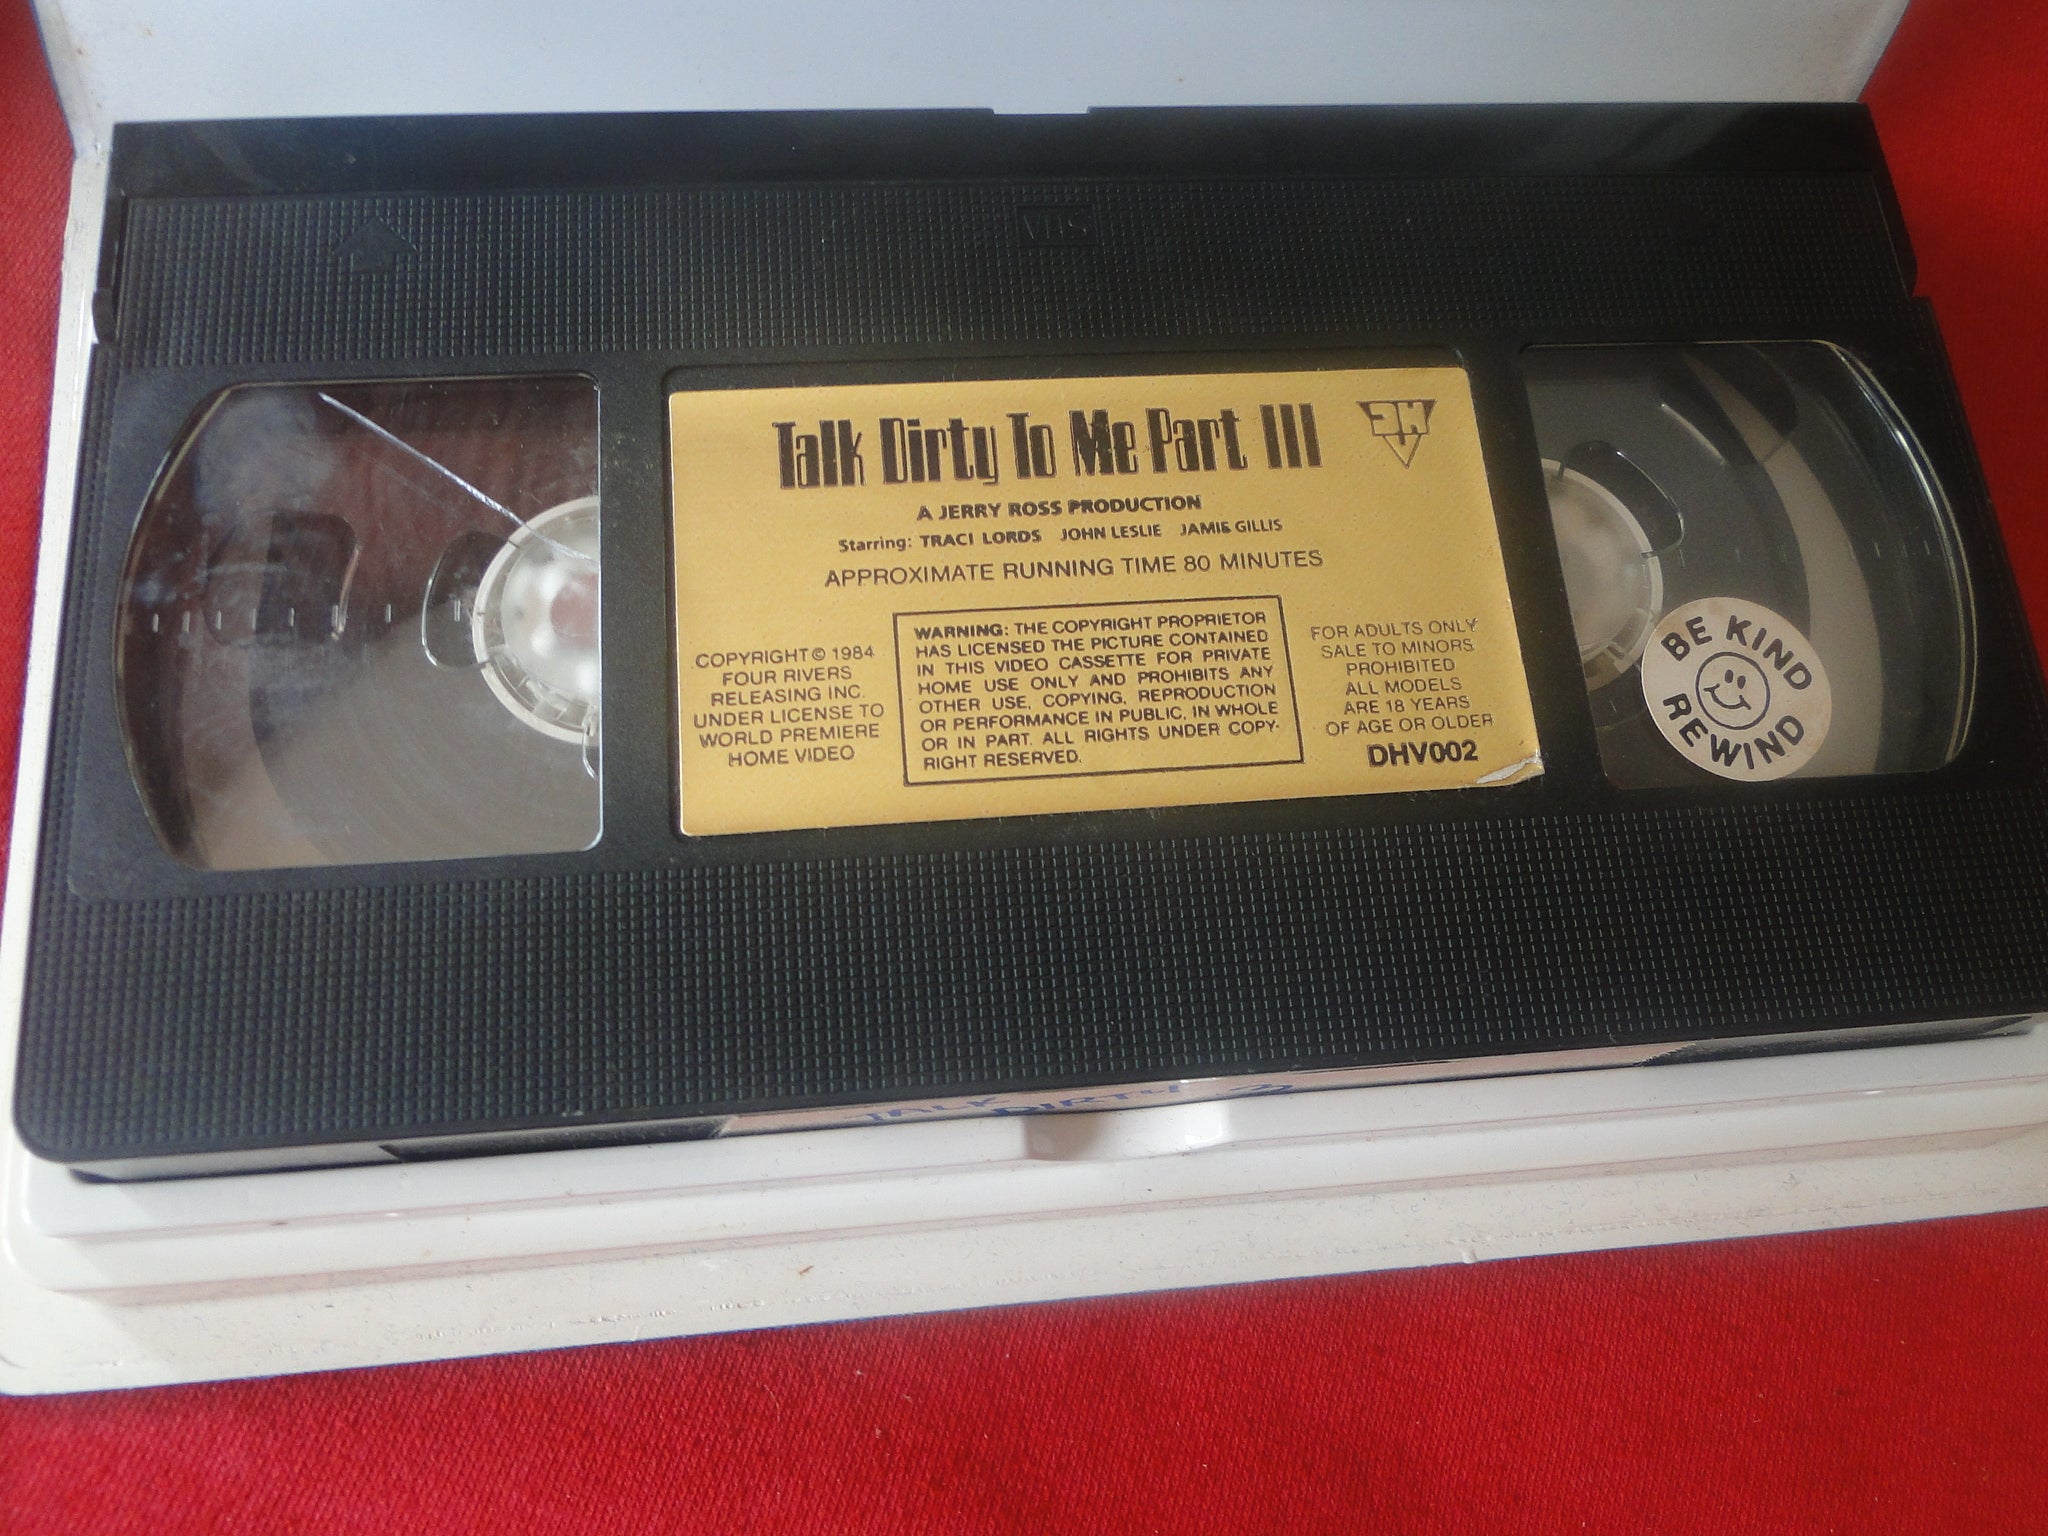 VHS
Talk Dirty To Me Part III
A JERRY ROSS PRODUCTION
Starring: TRACI LORDS JOHN LESLIE JAMIE GILLIS
APPROXIMATE RUNNING TIME 80 MINUTES
COPYRIGHT © 1984
FOUR RIVERS
RELEASING INC.
UNDER LICENSE TO
WORLD PREMIERE
HOME VIDEO
WARNING: THE COPYRIGHT PROPRIETOR
HAS LICENSED THE PICTURE CONTAINED
IN THIS VIDEO CASSETTE FOR PRIVATE
HOME USE ONLY AND PROHIBITS ANY
OTHER USE, COPYING, REPRODUCTION
OR PERFORMANCE IN PUBLIC, IN WHOLE
OR IN PART. ALL RIGHTS UNDER COPY-
RIGHT RESERVED.
FOR ADULTS ONLY
SALE TO MINORS
PROHIBITED
ALL MODELS
ARE 18 YEARS
OF AGE OR OLDER
DHV002
BE KIND
REWIND
TALK DIRTY 3